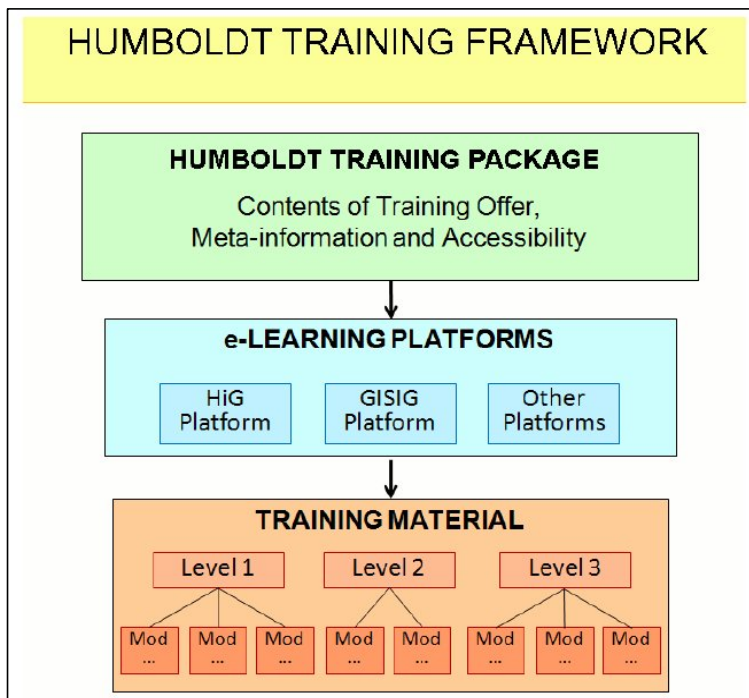 HUMBOLDT TRAINING FRAMEWORK
HUMBOLDT TRAINING PACKAGE
Contents of Training Offer,
Meta-information and Accessibility
e-LEARNING PLATFORMS
HiG
Platform
GISIG
Platform
Other
Platforms
TRAINING MATERIAL
Level 1
Level 2
Level 3
Mod
...
Mod
...
Mod
...
Mod
...
Mod
...
Mod
...
Mod
...
Mod
...